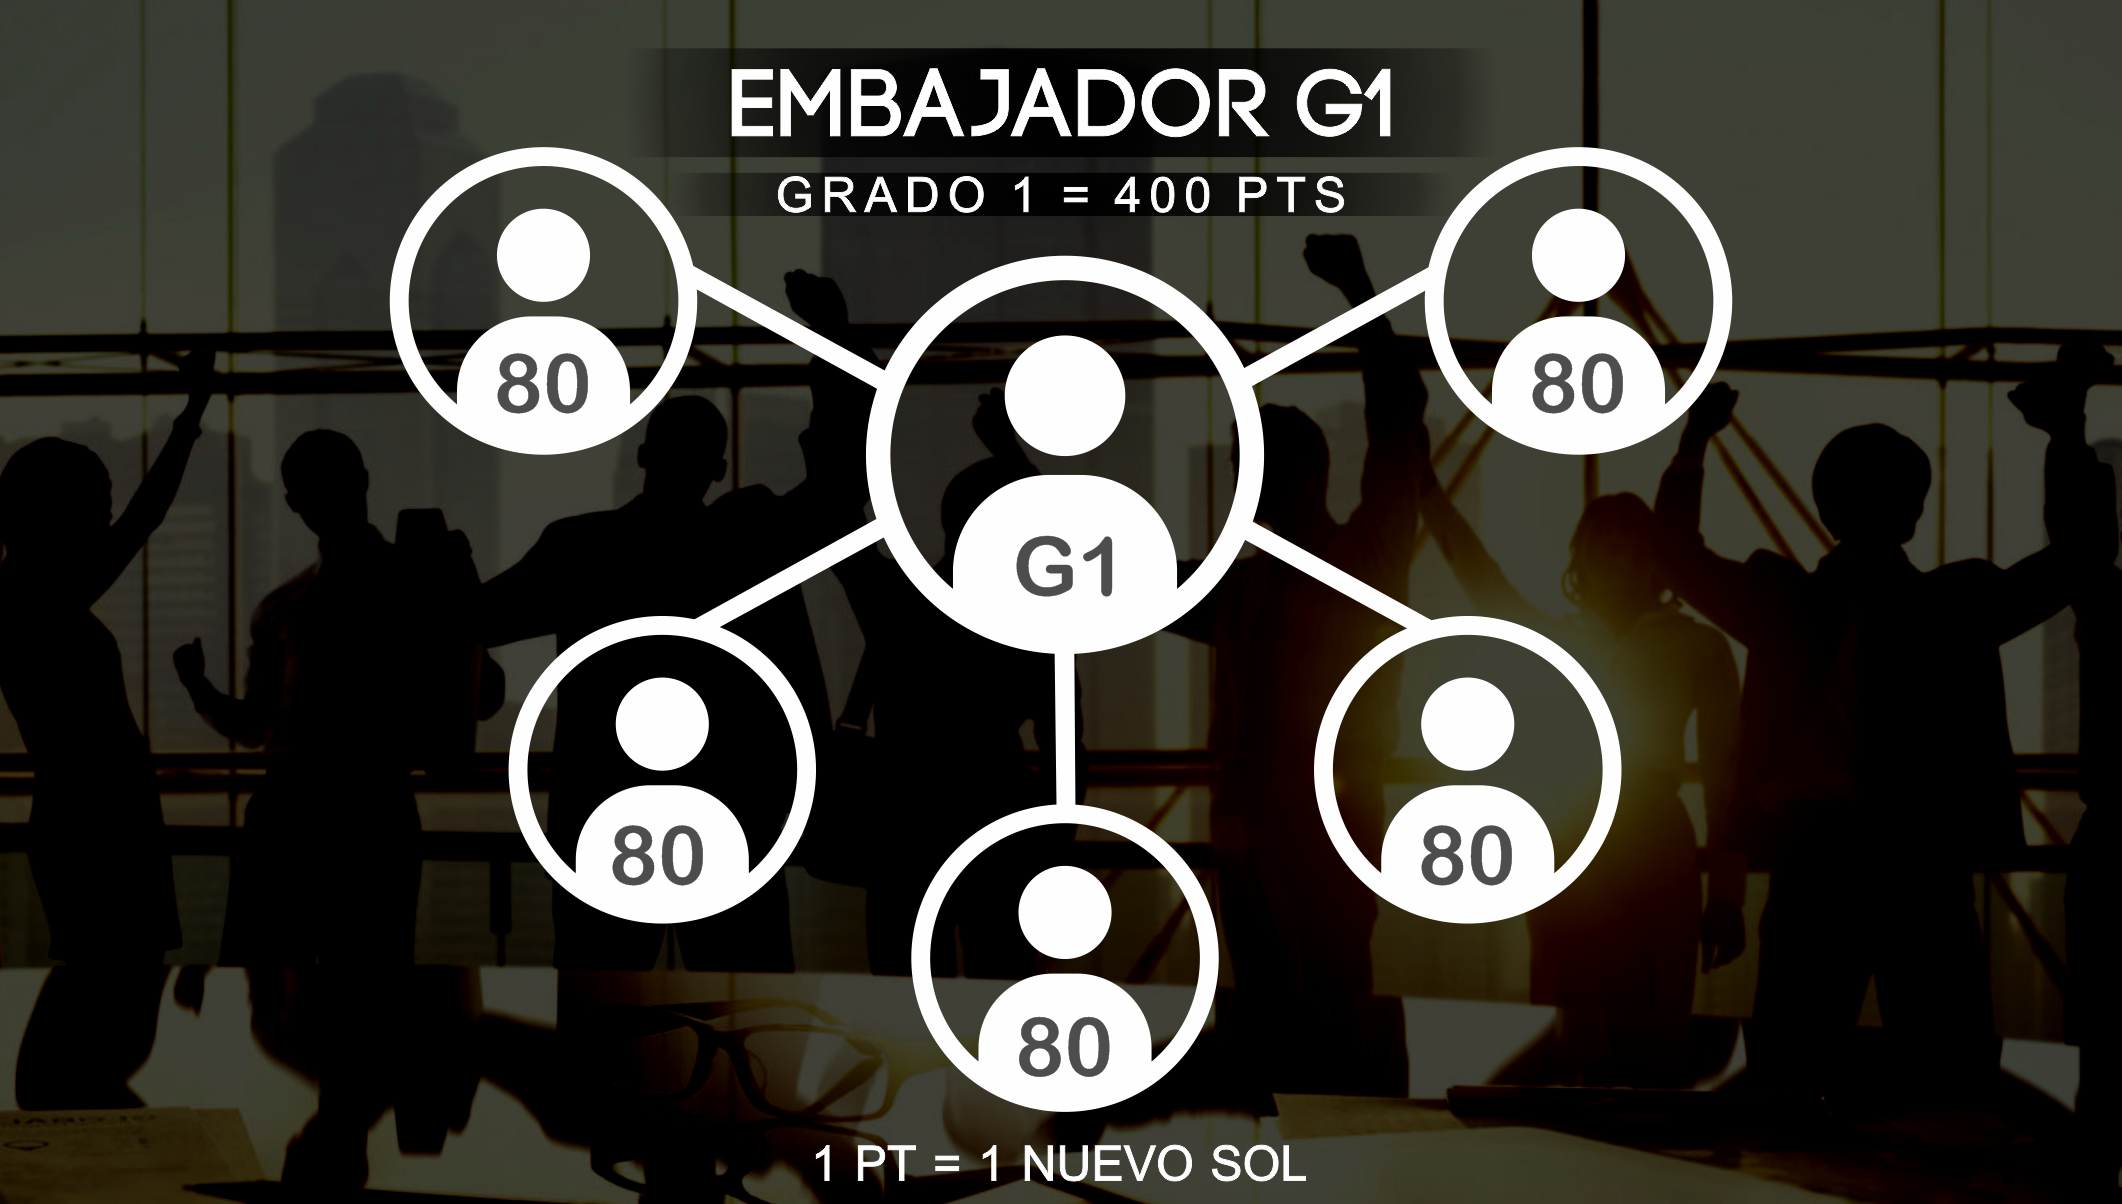 EMBAJADOR G1
GRADO 1 = 400 PTS
80
80
G1
80
80
80
1 PT = 1 NUEVO SOL